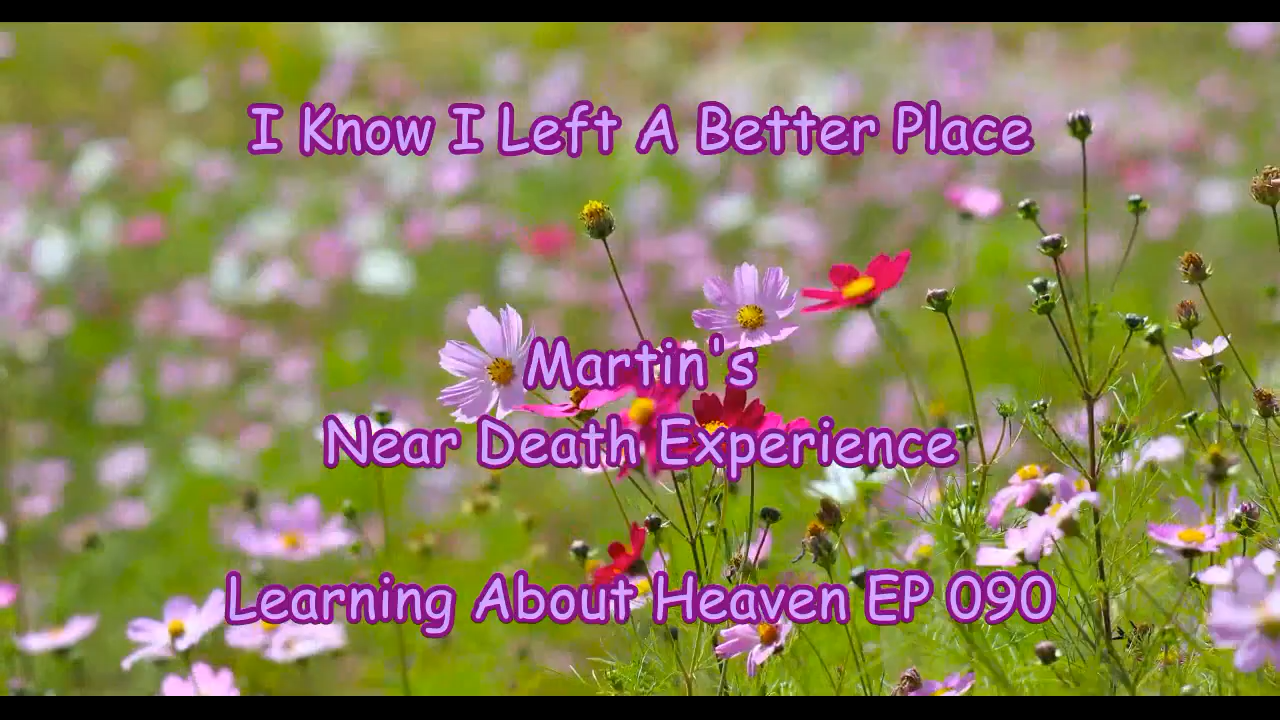 I Know I Left A Better Place
Martin's
Near Death Experience
Learning About Heaven EP 090